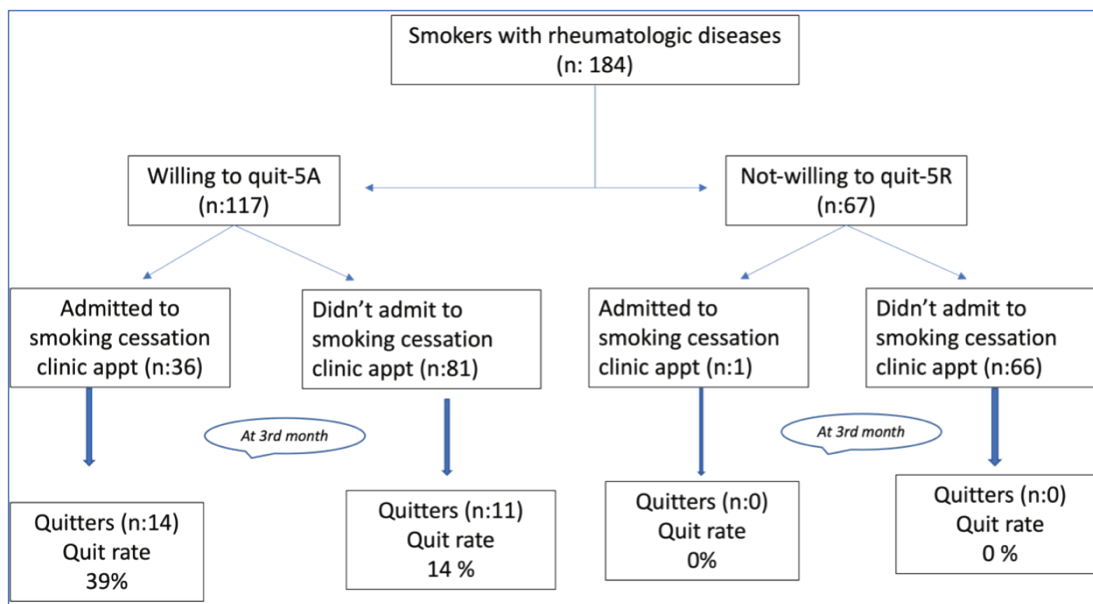 Smokers with rheumatologic diseases
(n: 184)
Willing to quit-5A
(n:117)
Not-willing to quit-5R
(n:67)
Admitted to
smoking cessation
clinic appt (n:36)
Didn’t admit to
smoking cessation
clinic appt (n:81)
Admitted to
smoking cessation
clinic appt (n:1)
Didn’t admit to
smoking cessation
clinic appt (n:66)
At 3rd month
At 3rd month
Quitters (n:14)
Quit rate
39%
Quitters (n:11)
Quit rate
14 %
Quitters (n:0)
Quit rate
0%
Quitters (n:0)
Quit rate
0 %